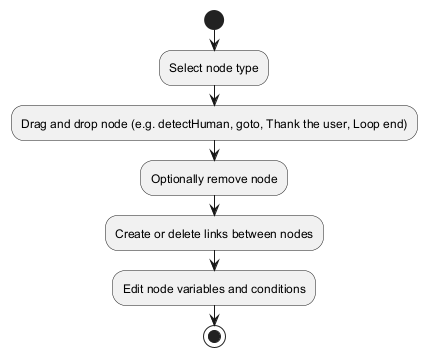 Select node type
Drag and drop node (e.g. detectHuman, goto, Thank the user, Loop end)
Optionally remove node
Create or delete links between nodes
Edit node variables and conditions